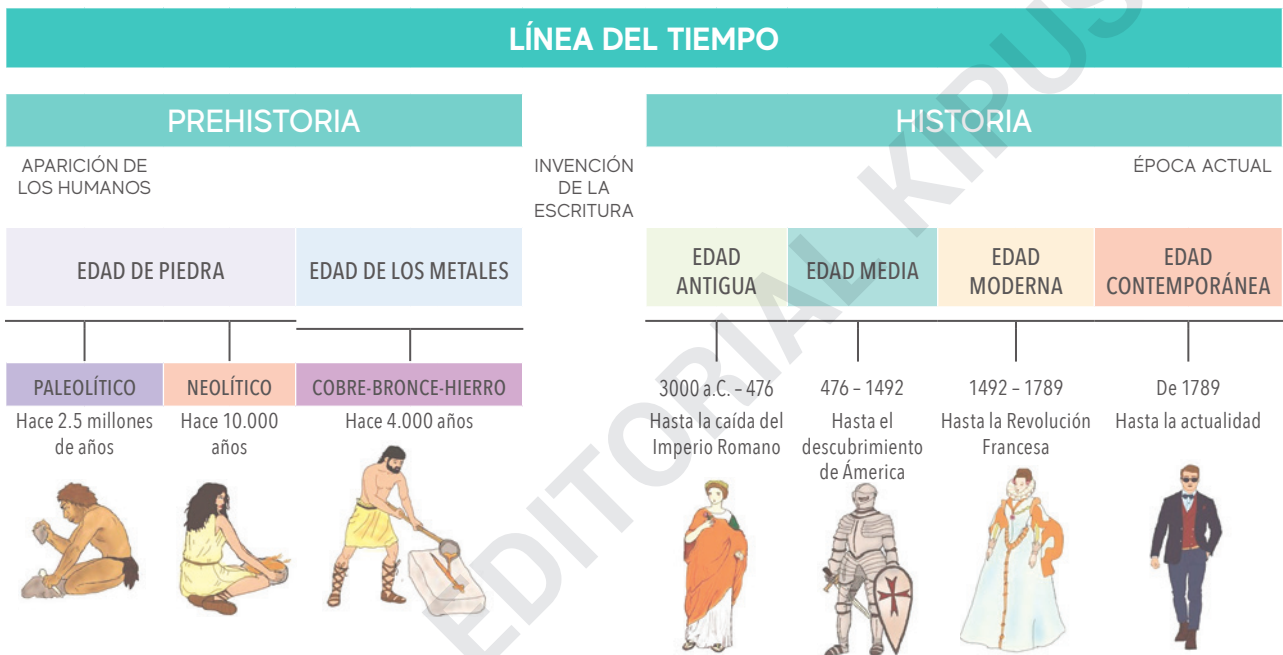 LÍNEA DEL TIEMPO
PREHISTORIA
APARICIÓN DE
LOS HUMANOS
INVENCIÓN
DE LA
ESCRITURA
HISTORIA
ÉPOCA ACTUAL
EDAD DE PIEDRA
EDAD DE LOS METALES
EDAD
ANTIGUA
EDAD MEDIA
EDAD
MODERNA
EDAD
CONTEMPORÁNEA
PALEOLÍTICO
Hace 2.5 millones
de años
NEOLÍTICO
Hace 10.000
años
COBRE-BRONCE-HIERRO
Hace 4.000 años
3000 a.C. – 476
Hasta la caída del
Imperio Romano
476 – 1492
Hasta el
descubrimiento
de Ámerica
1492 – 1789
Hasta la Revolución
Francesa
De 1789
Hasta la actualidad
EDITORIAL KIPUS